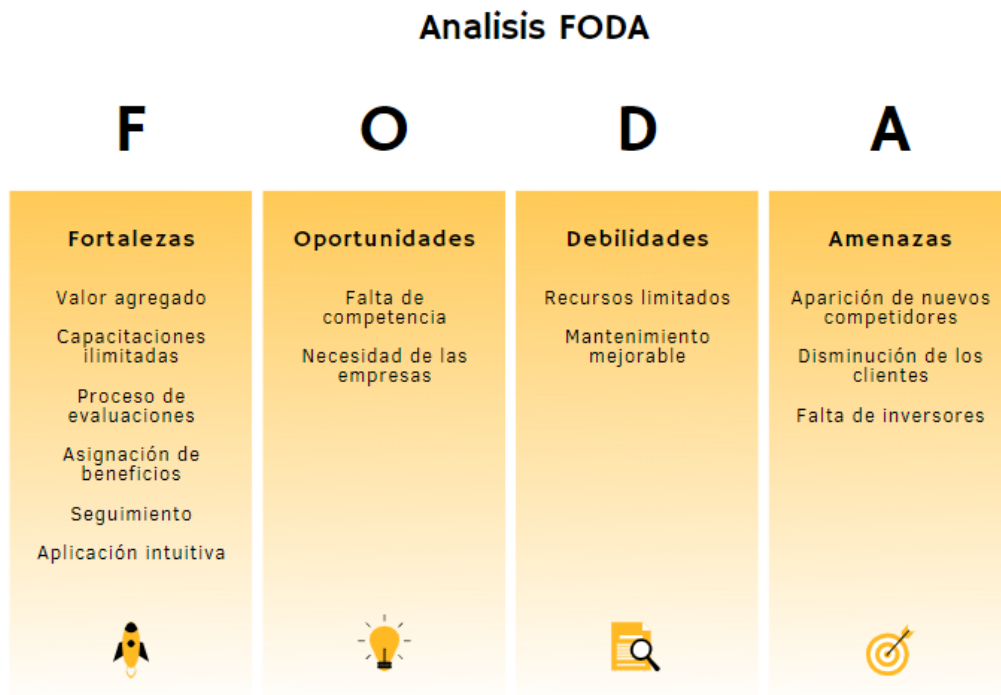 Analisis FODA
F
O
D
A
Fortalezas
Valor agregado
Capacitaciones
ilimitadas
Proceso de
evaluaciones
Asignación de
beneficios
Seguimiento
Aplicación intuitiva
Oportunidades
Falta de
competencia
Necesidad de las
empresas
Debilidades
Recursos limitados
Mantenimiento
mejorable
Amenazas
Aparición de nuevos
competidores
Disminución de los
clientes
Falta de inversores